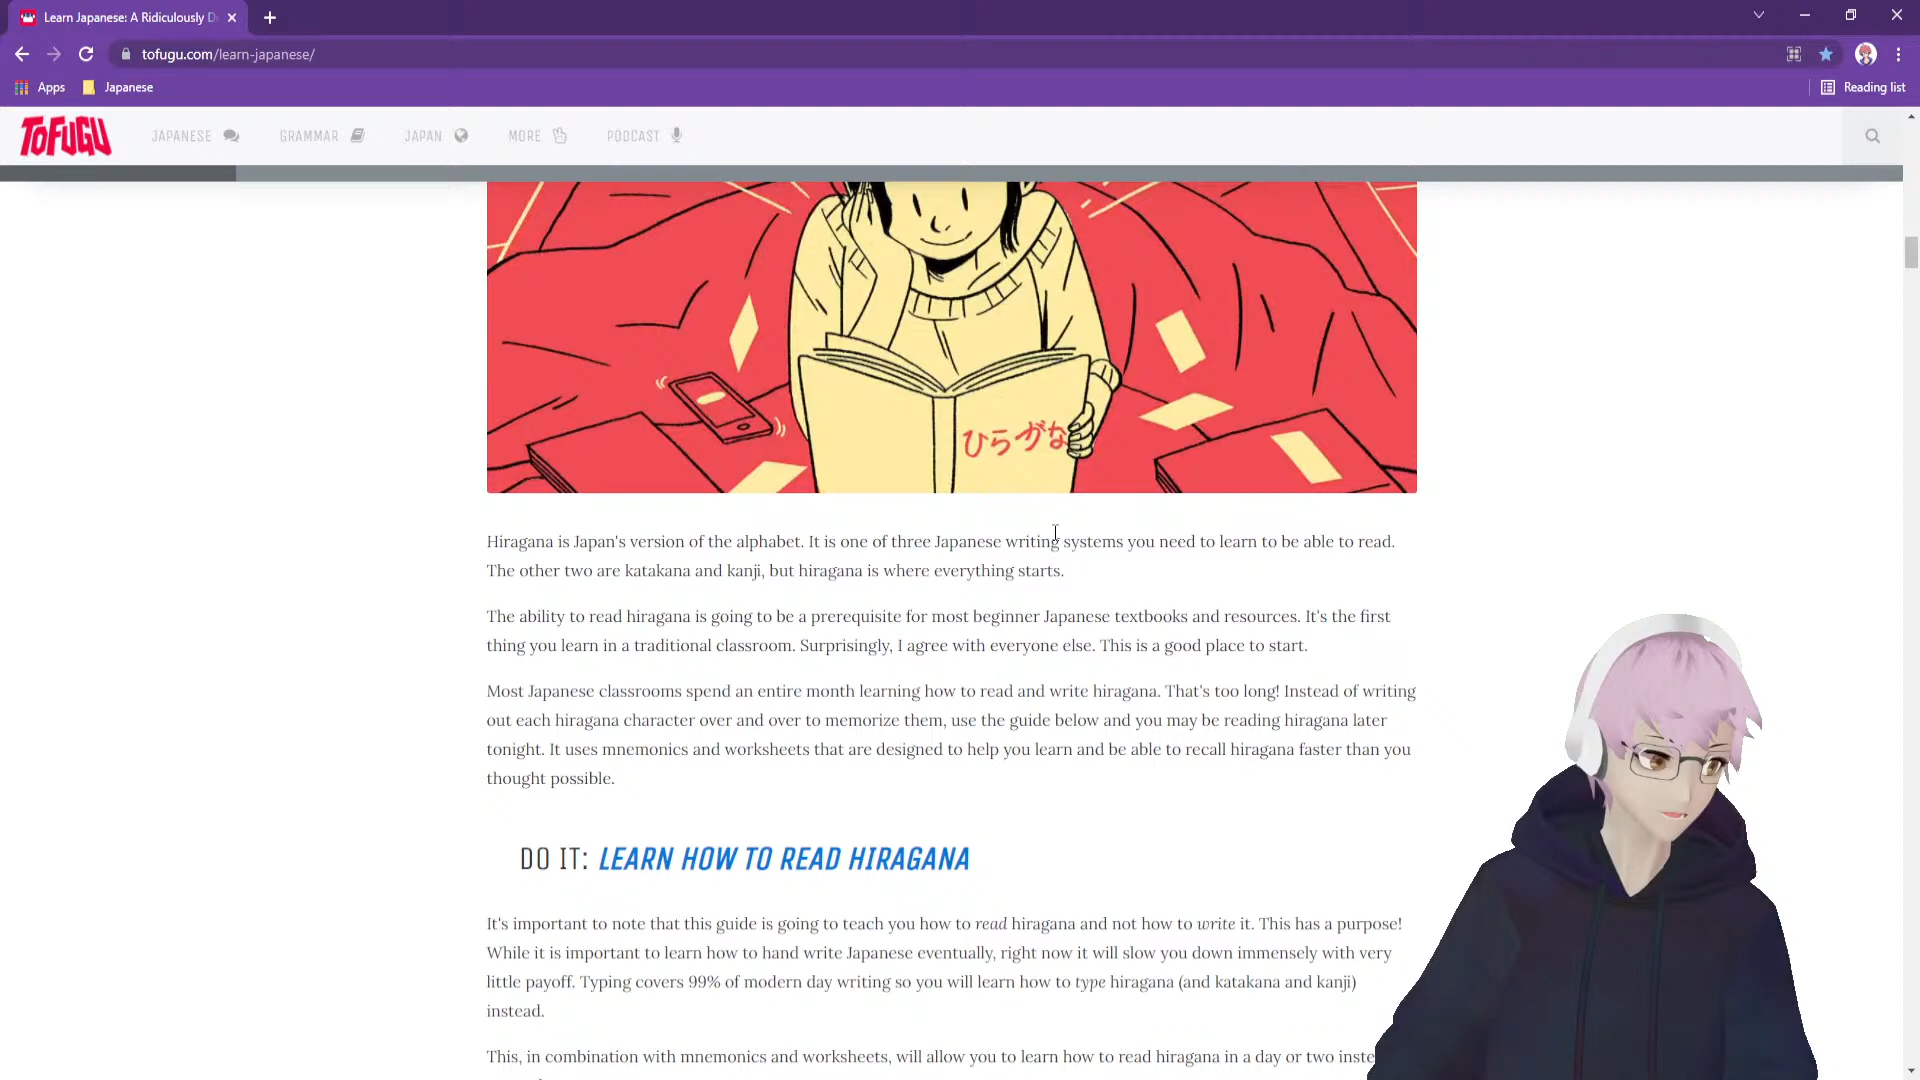 Learn Japanese: A Ridiculously D
tofugu.com/learn-japanese/
Apps
Japanese
Reading list
TOFUGU
JAPANESE
GRAMMAR
JAPAN
MORE
PODCAST
ひらがな
Hiragana is Japan's version of the alphabet. It is one of three Japanese writing systems you need to learn to be able to read.
The other two are katakana and kanji, but hiragana is where everything starts.
The ability to read hiragana is going to be a prerequisite for most beginner Japanese textbooks and resources. It's the first
thing you learn in a traditional classroom. Surprisingly, I agree with everyone else. This is a good place to start.
Most Japanese classrooms spend an entire month learning how to read and write hiragana. That's too long! Instead of writing
out each hiragana character over and over to memorize them, use the guide below and you may be reading hiragana later
tonight. It uses mnemonics and worksheets that are designed to help you learn and be able to recall hiragana faster than you
thought possible.
DO IT: LEARN HOW TO READ HIRAGANA
It's important to note that this guide is going to teach you how to read hiragana and not how to write it. This has a purpose!
While it is important to learn how to hand write Japanese eventually, right now it will slow you down immensely with very
little payoff. Typing covers 99% of modern day writing so you will learn how to type hiragana (and katakana and kanji)
instead.
This, in combination with mnemonics and worksheets, will allow you to learn how to read hiragana in a day or two inste